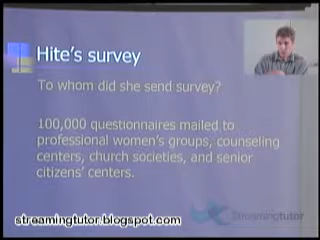 Hite's survey
To whom did she send survey?
100,000 questionnaires mailed to
professional women's groups, counseling
centers, church societies, and senior
citizens' centers.
streamingtutor.blogspot.com
Streamingtutor